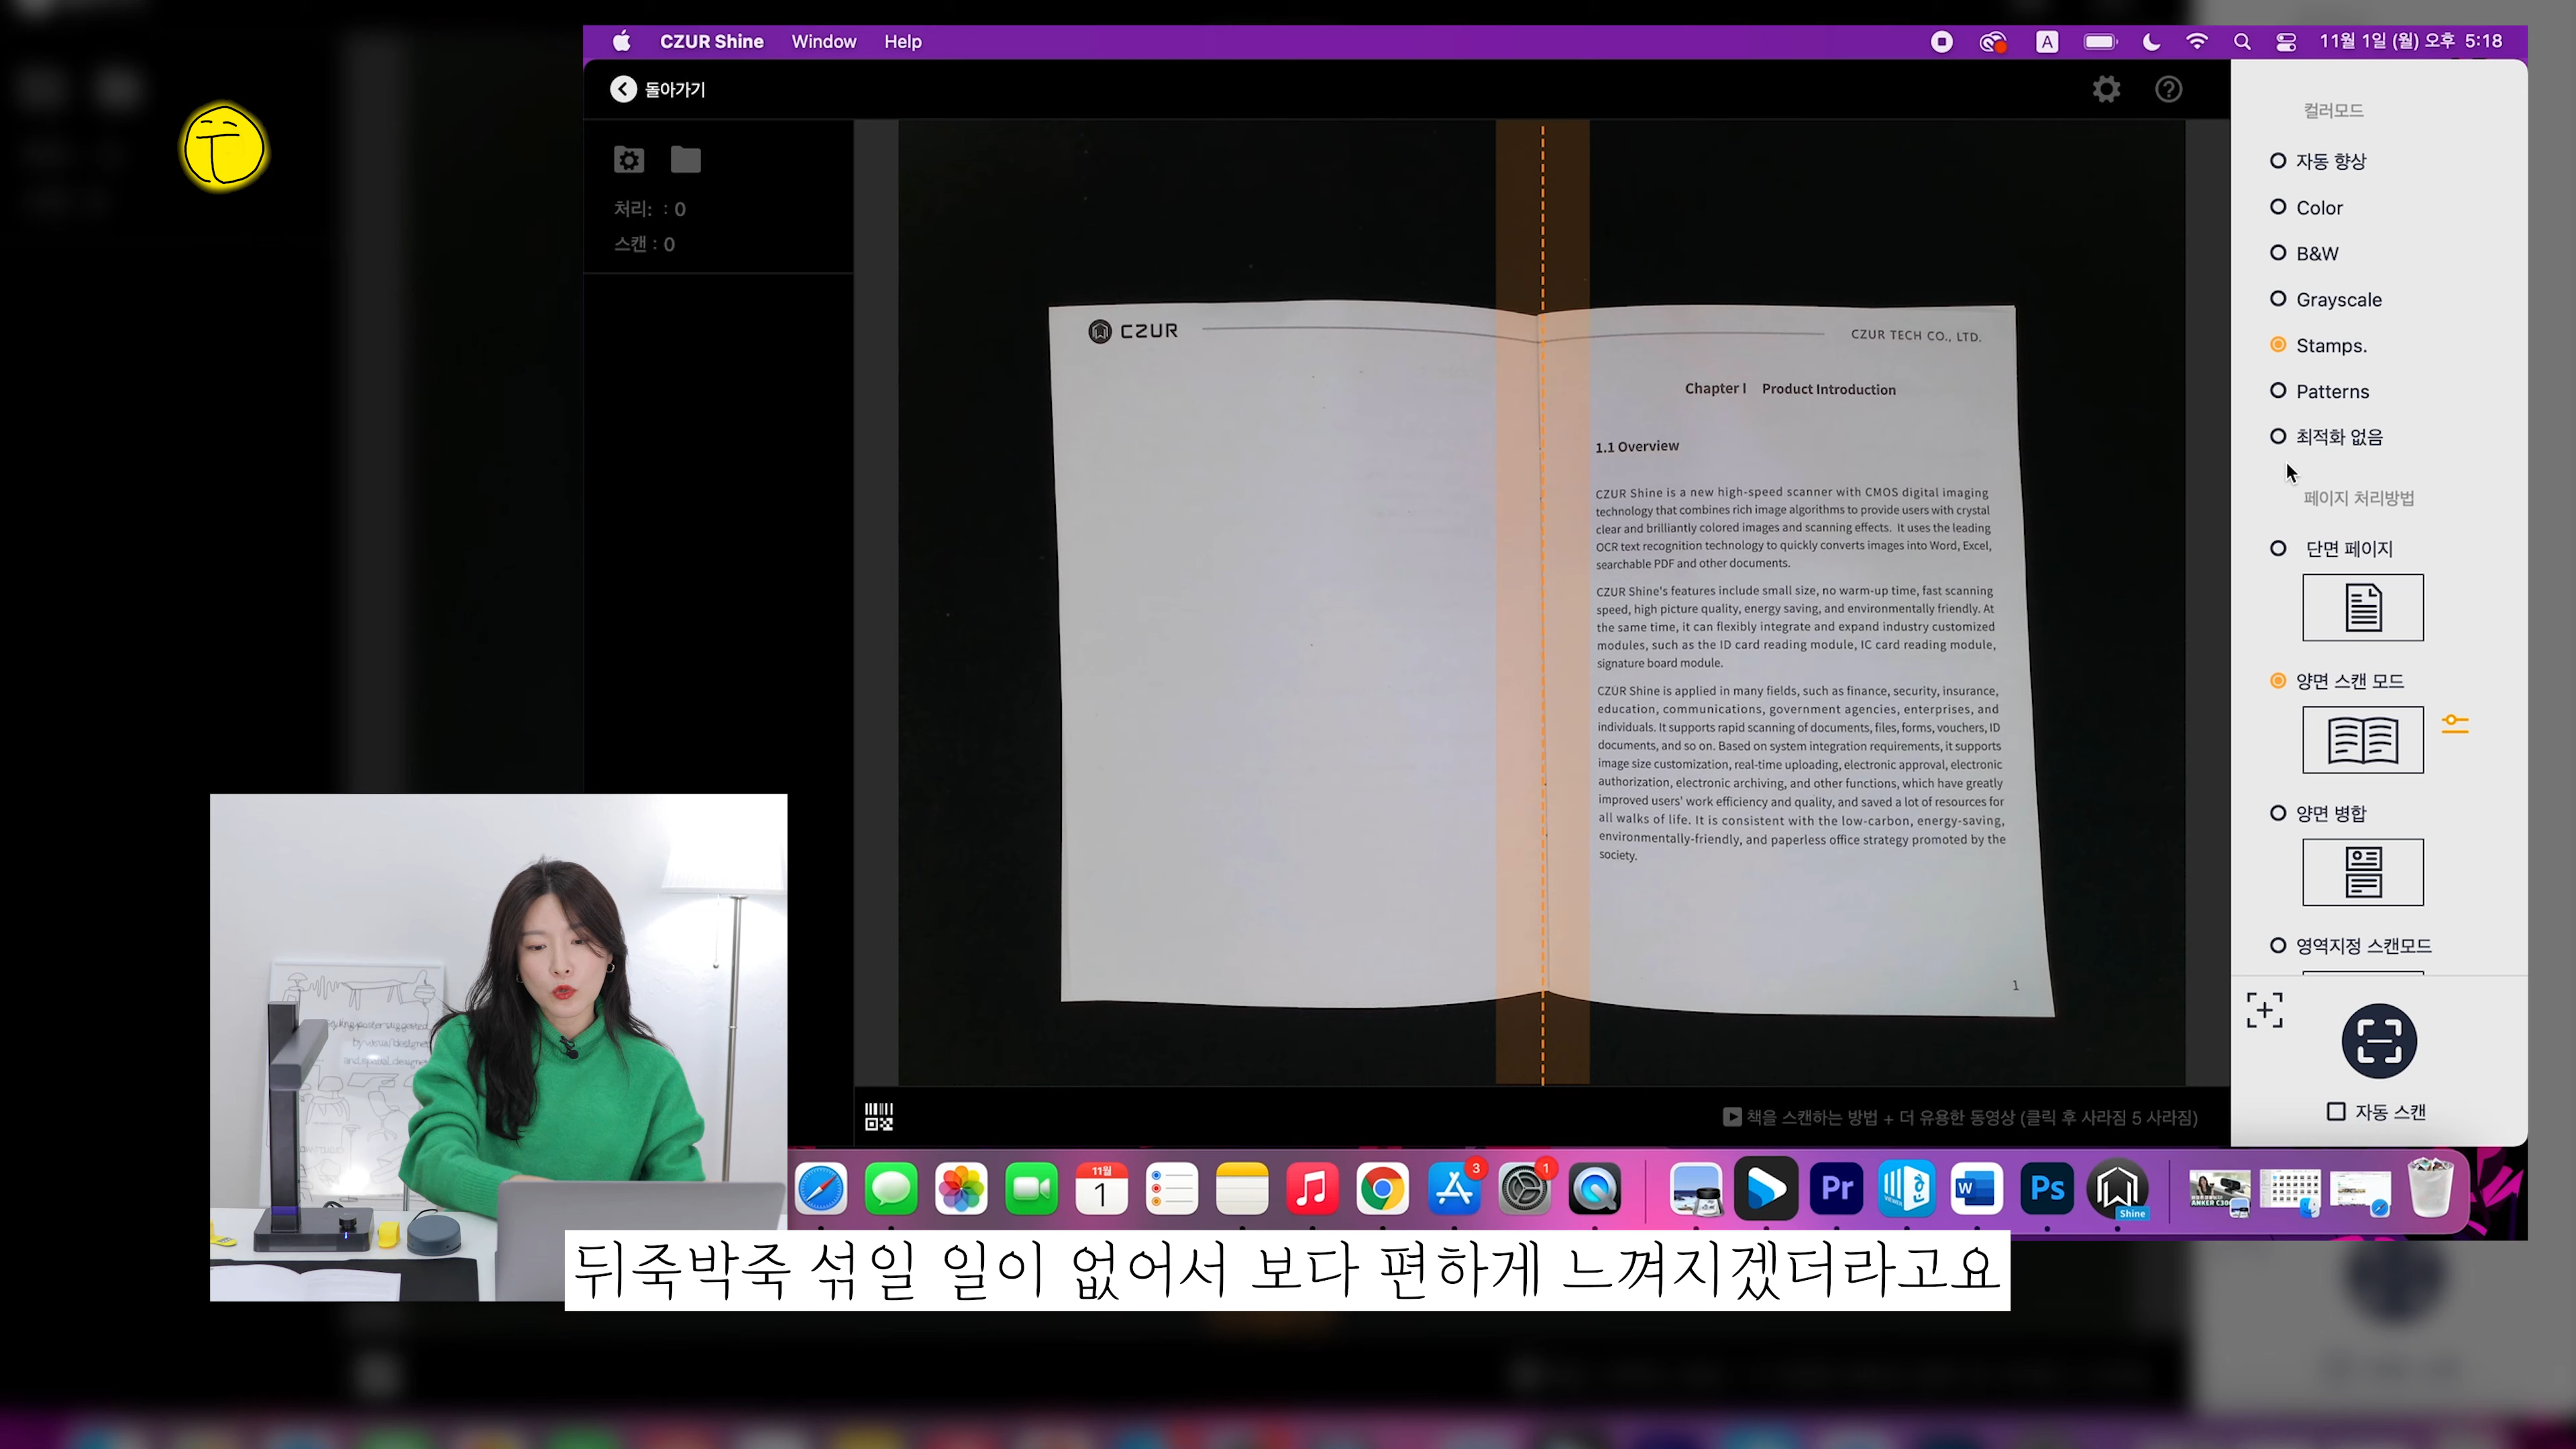 CZUR Shine Window Help
A 11월 1일 (월) 오후 5:18
돌아가기
처리: : 0
스캔 : 0
CZUR
CZUR TECH CO., LTD.
Chapter I Product Introduction
1.1 Overview
CZUR Shine is a new high-speed scanner with CMOS digital imaging
technology that combines rich image algorithms to provide users with crystal
clear and brilliantly colored images and scanning effects. It uses the leading
OCR text recognition technology to quickly converts images into Word, Excel,
searchable PDF and other documents.
CZUR Shine's features include small size, no warm-up time, fast scanning
speed, high picture quality, energy saving, and environmentally friendly. At
the same time, it can flexibly integrate and expand industry customized
modules, such as the ID card reading module, IC card reading module,
signature board module.
CZUR Shine is applied in many fields, such as finance, security, insurance,
education, communications, government agencies, enterprises, and
individuals. It supports rapid scanning of documents, files, forms, vouchers, ID
documents, and so on. Based on system integration requirements, it supports
image size customization, real-time uploading, electronic approval, electronic
authorization, electronic archiving, and other functions, which have greatly
improved users' work efficiency and quality, and saved a lot of resources for
all walks of life. It is consistent with the low-carbon, energy-saving,
environmentally-friendly, and paperless office strategy promoted by the
society.
1
컬러모드
자동 향상
Color
B&W
Grayscale
Stamps.
Patterns
최적화 없음
페이지 처리방법
단면 페이지
양면 스캔 모드
양면 병합
영역지정 스캔모드
자동 스캔
책을 스캔하는 방법 + 더 유용한 동영상 (클릭 후 사라짐 5 사라짐)
11월
1
3
1
Pr
W
Ps
Shine
뒤죽박죽 섞일 일이 없어서 보다 편하게 느껴지겠더라고요